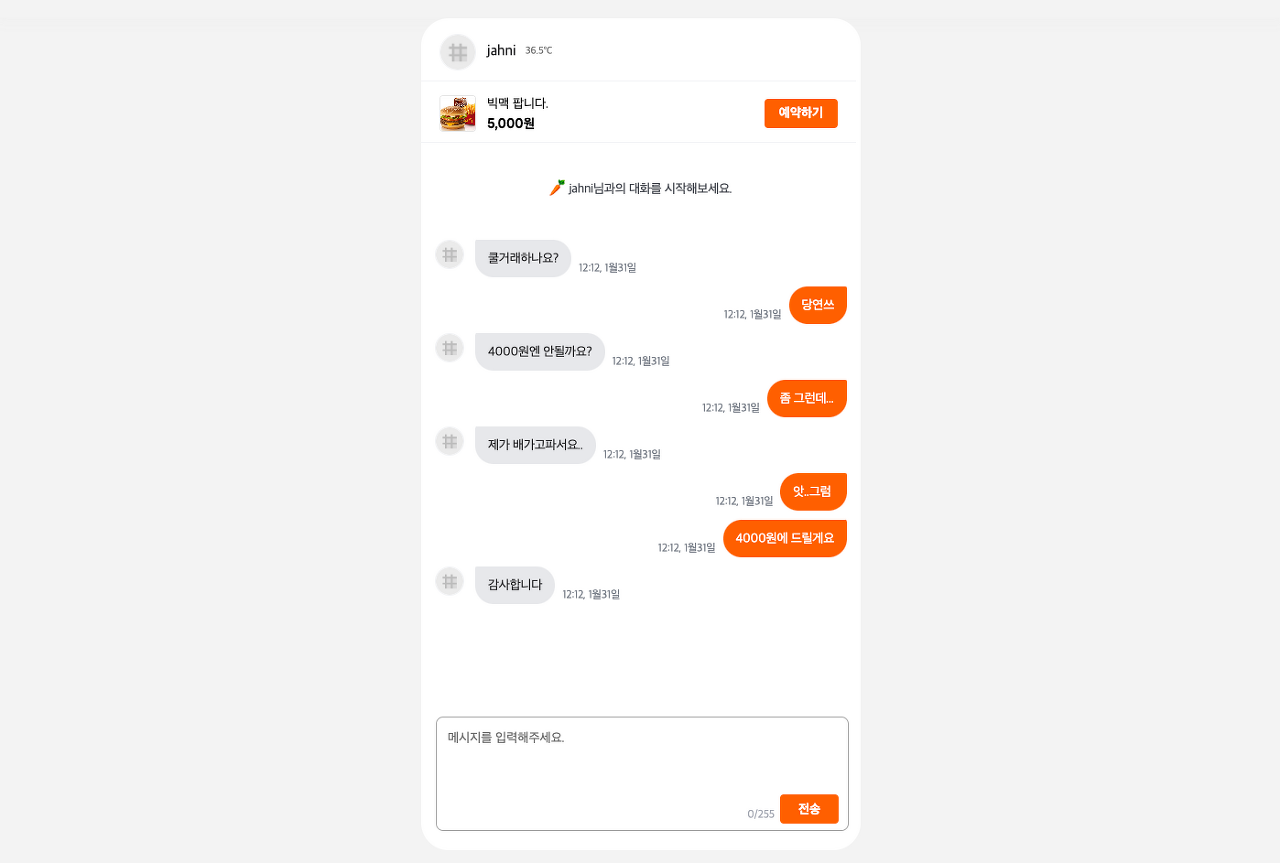 jahni 36.5℃
빅맥 팝니다.
5,000원
예약하기
jahni님과의 대화를 시작해보세요.
쿨거래하나요?
12:12, 1월31일
12:12, 1월31일
당연쓰
4000원엔 안될까요?
12:12, 1월31일
12:12, 1월31일
좀 그런데...
제가 배가고파서요..
12:12, 1월31일
12:12, 1월31일
앗..그럼
12:12, 1월31일
4000원에 드릴게요
감사합니다
12:12, 1월31일
메시지를 입력해주세요.
0/255
전송